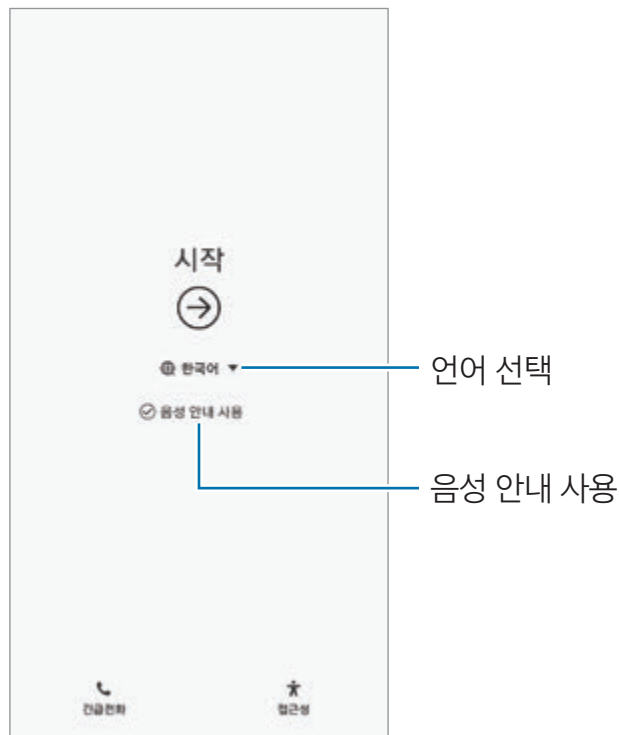 시작
한국어
언어 선택
음성 안내 사용
음성 안내 사용
긴급전화
접근성